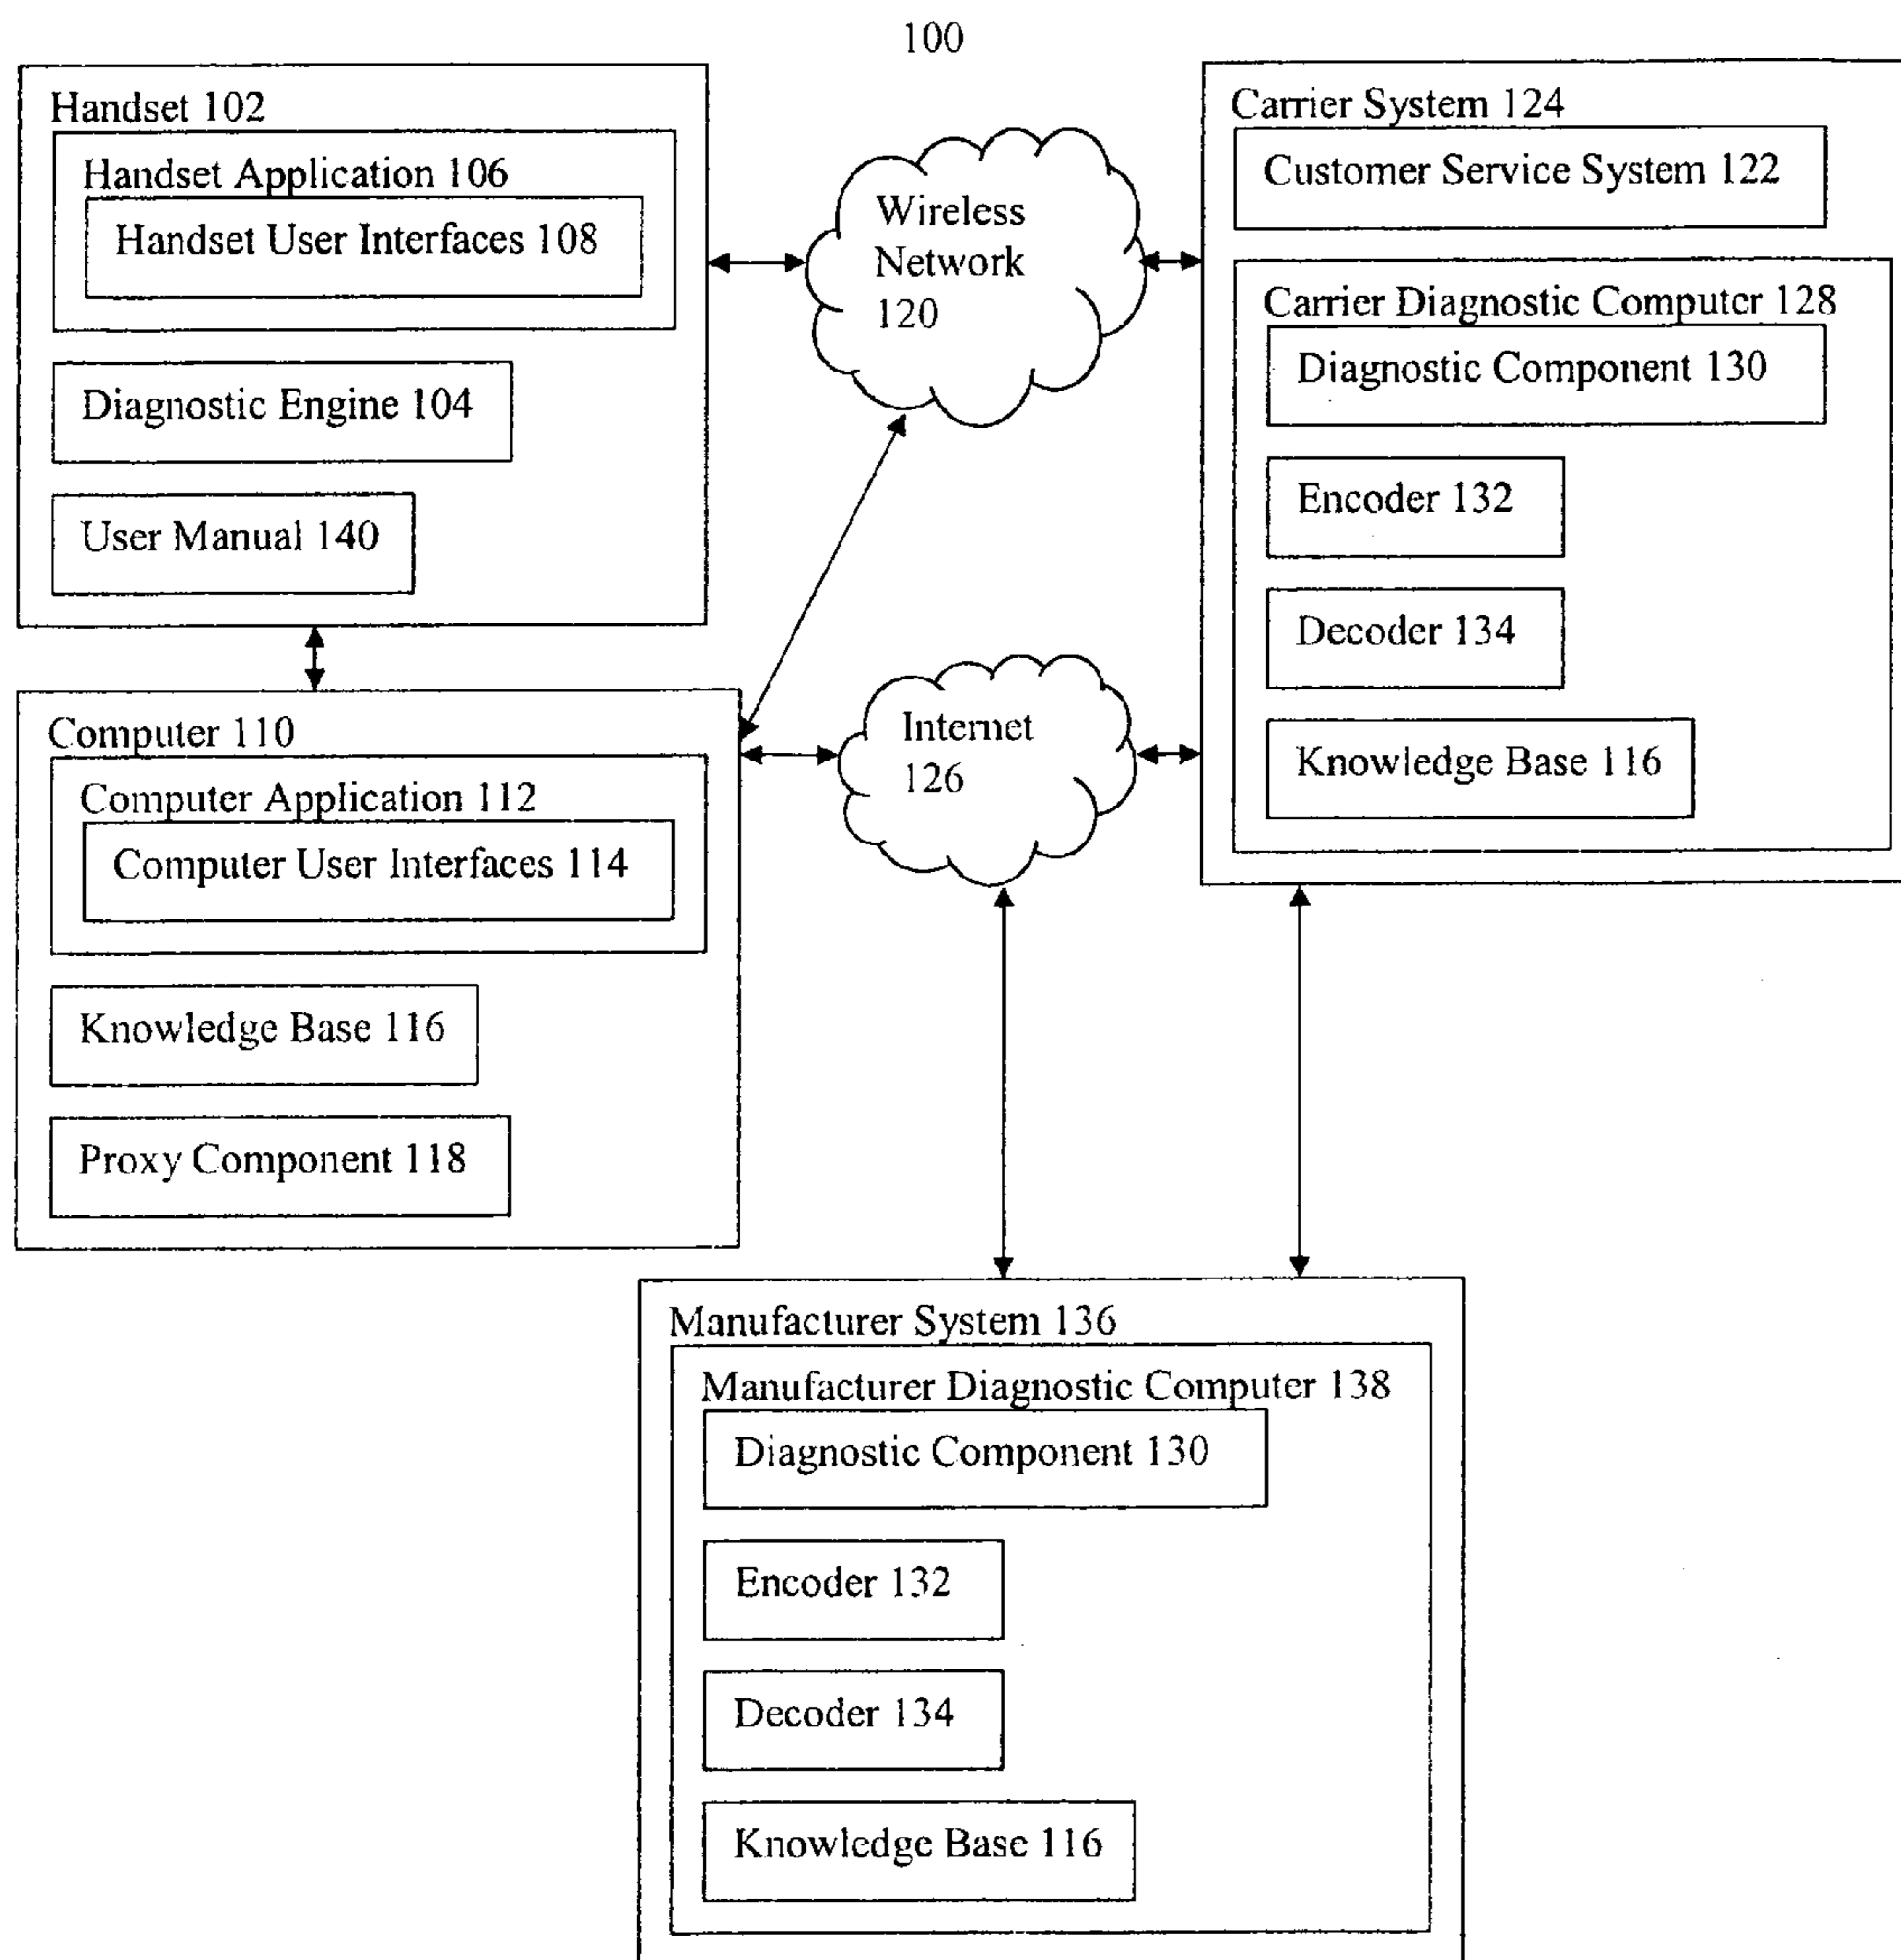 100
Handset 102
Handset Application 106
Handset User Interfaces 108
Diagnostic Engine 104
User Manual 140
Wireless
Network
120
Carrier System 124
Customer Service System 122
Carrier Diagnostic Computer 128
Diagnostic Component 130
Encoder 132
Decoder 134
Knowledge Base 116
Computer 110
Computer Application 112
Computer User Interfaces 114
Knowledge Base 116
Proxy Component 118
Internet
126
Manufacturer System 136
Manufacturer Diagnostic Computer 138
Diagnostic Component 130
Encoder 132
Decoder 134
Knowledge Base 116